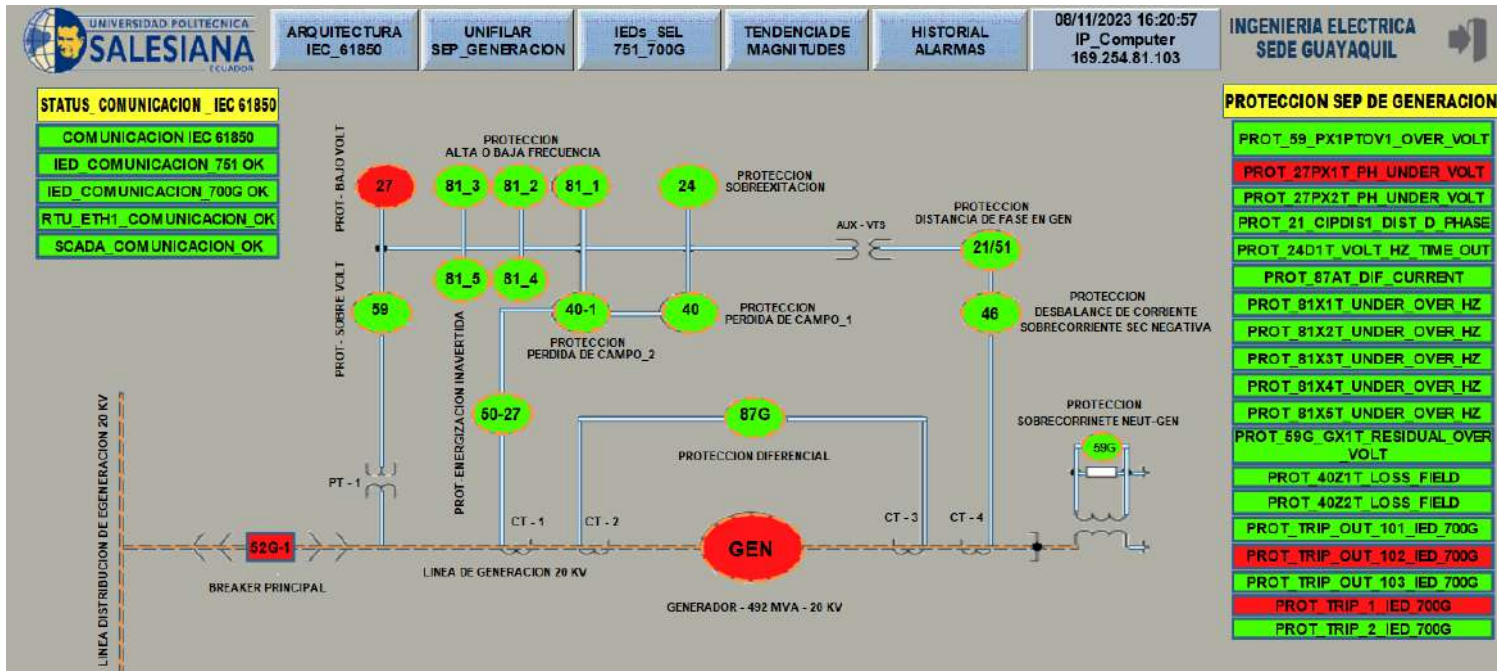 UNIVERSIDAD POLITECNICA
SALESIANA
ECUADOR
ARQUITECTURA
IEC_61850
UNIFILAR
SEP_GENERACION
IEDs_SEL
751_700G
TENDENCIA DE
MAGNITUDES
HISTORIAL
ALARMAS
08/11/2023 16:20:57
IP_Computer
169.254.81.103
INGENIERIA ELECTRICA
SEDE GUAYAQUIL
STATUS_COMUNICACION _IEC 61850
COMUNICACION IEC 61850
IED_COMUNICACION_751 OK
IED_COMUNICACION_700G OK
RTU_ETH1_COMUNICACION_OK
SCADA_COMUNICACION_OK
PROT- BAJO VOLT
27
PROTECCION
ALTA O BAJA FRECUENCIA
81_3
81_2
81_1
24
PROTECCION
SOBREEXITACION
AUX - VTS
PROTECCION
DISTANCIA DE FASE EN GEN
21/51
81_5
81_4
PROT- SOBRE VOLT
59
40-1
40
PROTECCION
PERDIDA DE CAMPO_1
PROTECCION
PERDIDA DE CAMPO_2
46
PROTECCION
DESBALANCE DE CORRIENTE
SOBRECORRIENTE SEC NEGATIVA
PROT- ENERGIZACION INAVERTIDA
50-27
87G
PROTECCION DIFERENCIAL
PROTECCION
SOBRECORRINETE NEUT-GEN
59G
PT - 1
CT - 1
CT - 2
CT - 3
CT - 4
LINEA DISTRIBUCION DE EGENERACION 20 KV
52G-1
BREAKER PRINCIPAL
LINEA DE GENERACION 20 KV
GEN
GENERADOR - 492 MVA - 20 KV
PROTECCION SEP DE GENERACION
PROT_59_PX1PTOV1_OVER_VOLT
PROT_27PX1T_PH_UNDER_VOLT
PROT_27PX2T_PH_UNDER_VOLT
PROT_21_CIPDIS1_DIST_D_PHASE
PROT_24D1T_VOLT_HZ_TIME_OUT
PROT_87AT_DIF_CURRENT
PROT_81X1T_UNDER_OVER_HZ
PROT_81X2T_UNDER_OVER_HZ
PROT_81X3T_UNDER_OVER_HZ
PROT_81X4T_UNDER_OVER_HZ
PROT_81X5T_UNDER_OVER_HZ
PROT_59G_GX1T_RESIDUAL_OVER
_VOLT
PROT_40Z1T_LOSS_FIELD
PROT_40Z2T_LOSS_FIELD
PROT_TRIP_OUT_101_IED_700G
PROT_TRIP_OUT_102_IED_700G
PROT_TRIP_OUT_103_IED_700G
PROT_TRIP_1_IED_700G
PROT_TRIP_2_IED_700G